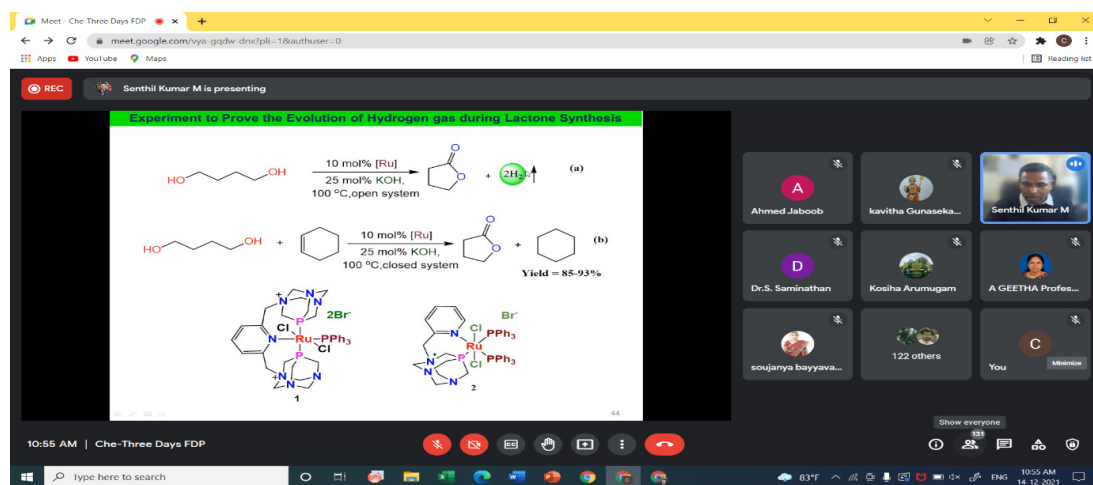 Meet - Che-Three Days FDP
meet.google.com/vya-gqdw-dnx?pli=1&authuser=0
Apps YouTube Maps Reading list
REC Senthil Kumar M is presenting
Experiment to Prove the Evolution of Hydrogen gas during Lactone Synthesis
HO OH
10 mol% [Ru]
25 mol% KOH,
100 °C,open system
O
O
+ 2H2 (a)
HO OH +
10 mol% [Ru]
25 mol% KOH,
100 °C,closed system
O
O
+ (b)
Yield = 85-93%
+
N N
N
P
2Br-
Cl
N Ru PPh3
Cl
P
N
N N
+
1
Br-
N Cl PPh3
Ru
P PPh3
N+ Cl
N N
2
44
A
Ahmed Jaboob
kavitha Gunaseka...
Senthil Kumar M
D
Dr.S. Saminathan
Kosiha Arumugam
A GEETHA Profes...
soujanya bayyava...
122 others
C
You
Minimize
Show everyone
131
10:55 AM | Che-Three Days FDP
CC
Type here to search
83°F ENG 10:55 AM
14-12-2021